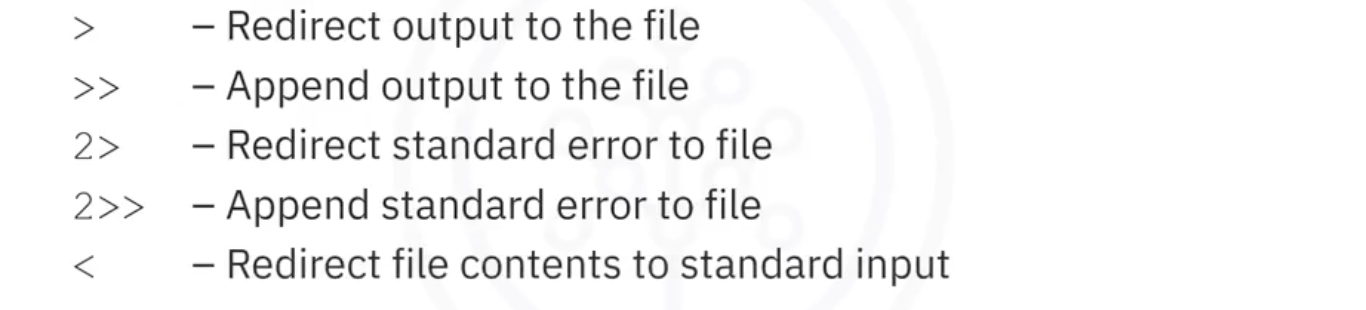 > – Redirect output to the file
>> – Append output to the file
2> – Redirect standard error to file
2>> – Append standard error to file
< – Redirect file contents to standard input